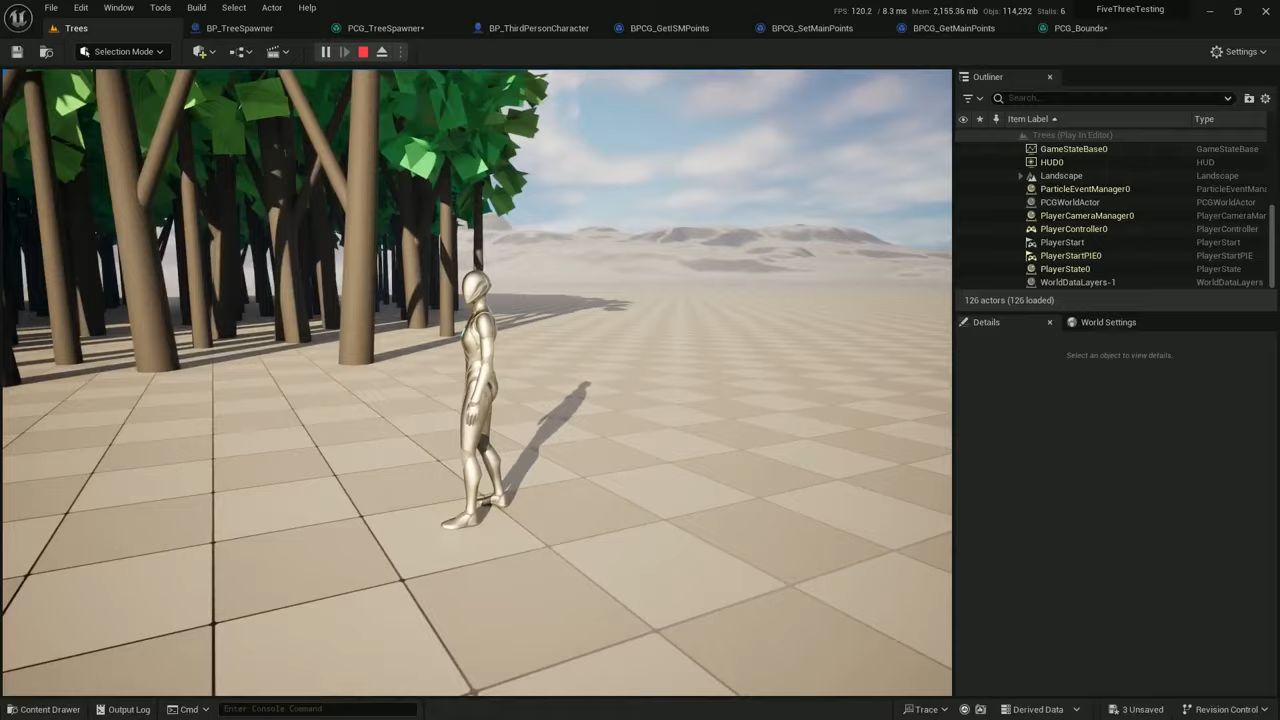 File Edit Window Tools Build Select Actor Help
FPS: 120.2 / 8.3 ms Mem: 2,155.36 mb Objs: 114,292 Stalls: 6
FiveThreeTesting
Trees
BP_TreeSpawner
PCG_TreeSpawner*
BP_ThirdPersonCharacter
BPCG_GetISMPoints
BPCG_SetMainPoints
BPCG_GetMainPoints
PCG_Bounds*
Selection Mode
Settings
Outliner
Search...
Item Label Type
Trees (Play In Editor)
GameStateBase0 GameStateBase
HUD0 HUD
Landscape Landscape
ParticleEventManager0 ParticleEventManu
PCGWorldActor PCGWorldActor
PlayerCameraManager0 PlayerCameraMar
PlayerController0 PlayerController
PlayerStart PlayerStart
PlayerStartPIE0 PlayerStartPIE
PlayerState0 PlayerState
WorldDataLayers-1 WorldDataLayers
126 actors (126 loaded)
Details World Settings
Select an object to view details.
Content Drawer Output Log Cmd Enter Console Command Trace Derived Data 3 Unsaved Revision Control